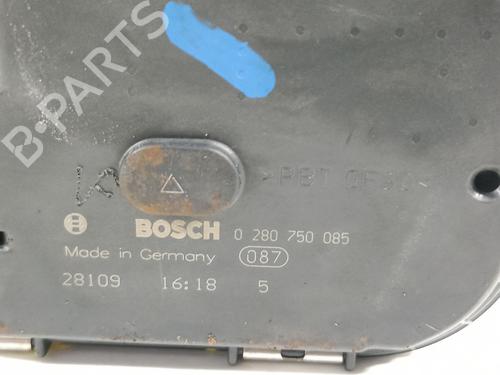 B-PARTS
>PBT GF30<
BOSCH 0 280 750 085
Made in Germany 087
28109 16:18 5